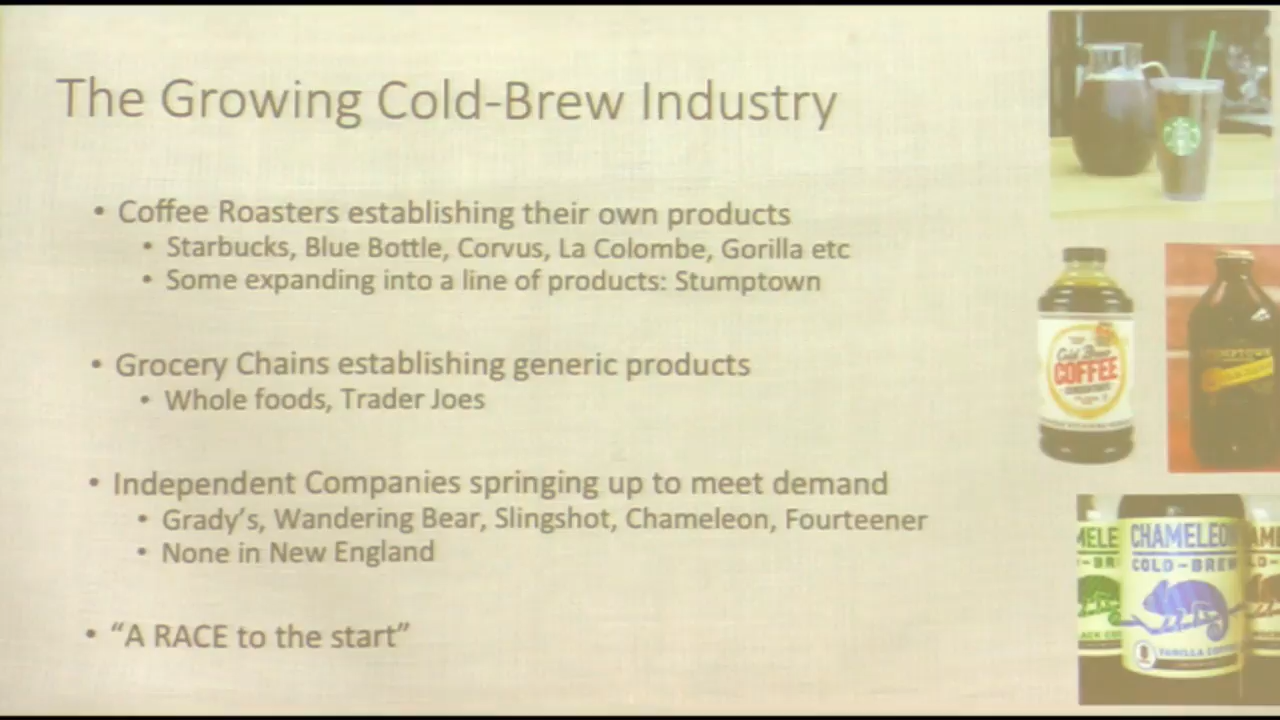 The Growing Cold-Brew Industry
• Coffee Roasters establishing their own products
• Starbucks, Blue Bottle, Corvus, La Colombe, Gorilla etc
• Some expanding into a line of products: Stumptown
• Grocery Chains establishing generic products
• Whole foods, Trader Joes
• Independent Companies springing up to meet demand
• Grady's, Wandering Bear, Slingshot, Chameleon, Fourteener
• None in New England
• “A RACE to the start”
Cold Brew
COFFEE
CHAMELEON
COLD-BREW
VANILLA